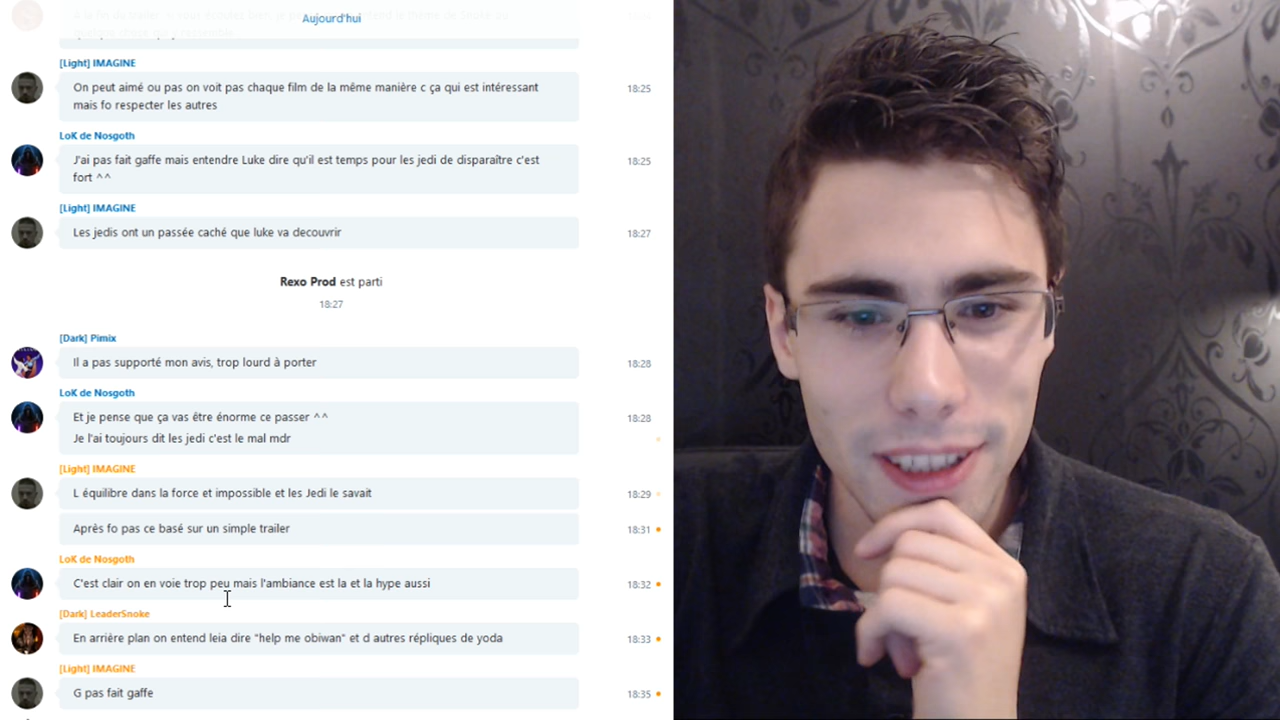 Aujourd'hui
[Light] IMAGINE
On peut aimé ou pas on voit pas chaque film de la même manière c ça qui est intéressant
mais fo respecter les autres
18:25
LoK de Nosgoth
J'ai pas fait gaffe mais entendre Luke dire qu'il est temps pour les jedi de disparaître c'est
fort ^^
18:25
[Light] IMAGINE
Les jedis ont un passée caché que luke va decouvrir
18:27
Rexo Prod est parti
18:27
[Dark] Pimix
Il a pas supporté mon avis, trop lourd à porter
18:28
LoK de Nosgoth
Et je pense que ça vas être énorme ce passer ^^
18:28
Je l'ai toujours dit les jedi c'est le mal mdr
[Light] IMAGINE
L équilibre dans la force et impossible et les Jedi le savait
18:29
Après fo pas ce basé sur un simple trailer
18:31
LoK de Nosgoth
C'est clair on en voie trop peu mais l'ambiance est la et la hype aussi
18:32
[Dark] LeaderSnoke
En arrière plan on entend leia dire "help me obiwan" et d autres répliques de yoda
18:33
[Light] IMAGINE
G pas fait gaffe
18:35